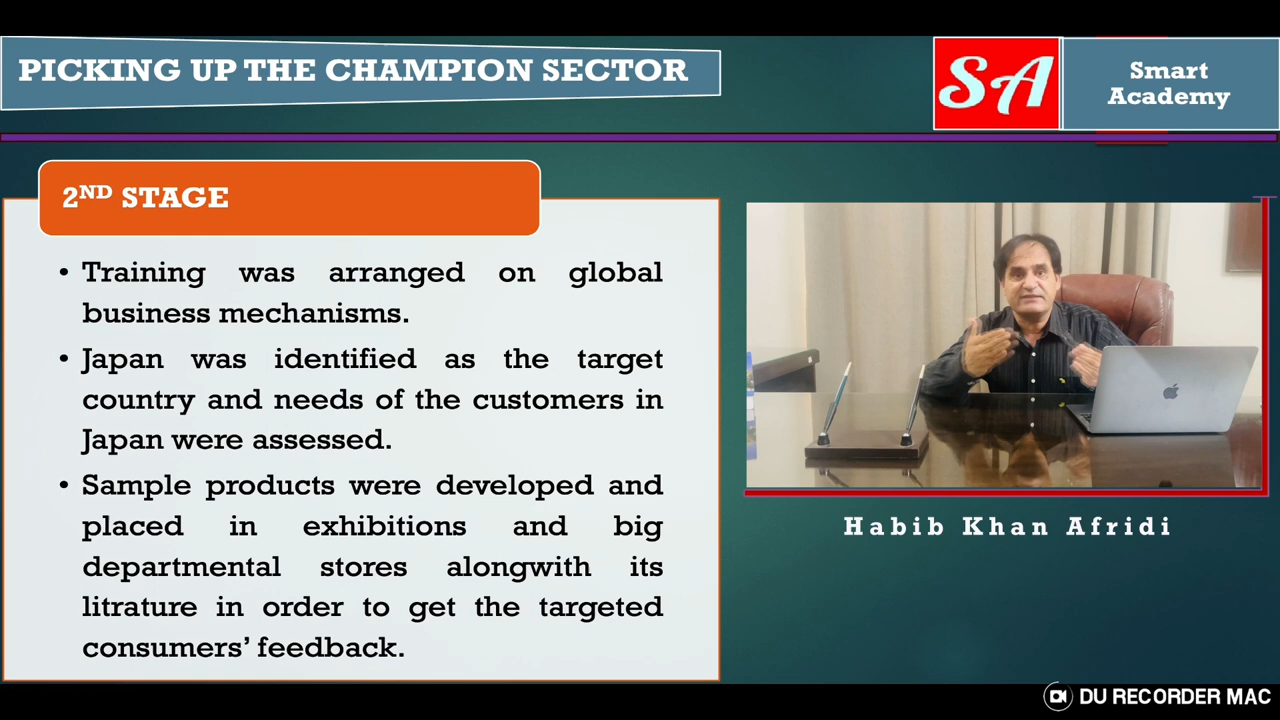 PICKING UP THE CHAMPION SECTOR
SA
Smart
Academy
2ND STAGE
• Training was arranged on global
business mechanisms.
• Japan was identified as the target
country and needs of the customers in
Japan were assessed.
• Sample products were developed and
placed in exhibitions and big
departmental stores alongwith its
litrature in order to get the targeted
consumers’ feedback.
Habib Khan Afridi
DU RECORDER MAC